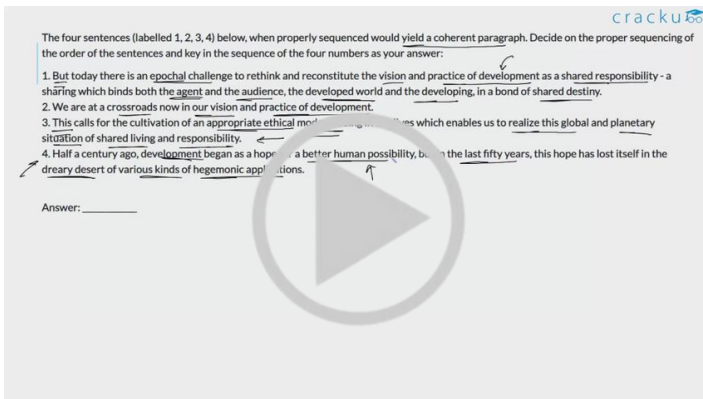 cracku
The four sentences (labelled 1, 2, 3, 4) below, when properly sequenced would yield a coherent paragraph. Decide on the proper sequencing of
the order of the sentences and key in the sequence of the four numbers as your answer:
1. But today there is an epochal challenge to rethink and reconstitute the vision and practice of development as a shared responsibility - a
sharing which binds both the agent and the audience, the developed world and the developing, in a bond of shared destiny.
2. We are at a crossroads now in our vision and practice of development.
3. This calls for the cultivation of an appropriate ethical which enables us to realize this global and planetary
situation of shared living and responsibility.
4. Half a century ago, development began as a a better human possibility, the last fifty years, this hope has lost itself in the
dreary desert of various kinds of hegemonic
Answer: